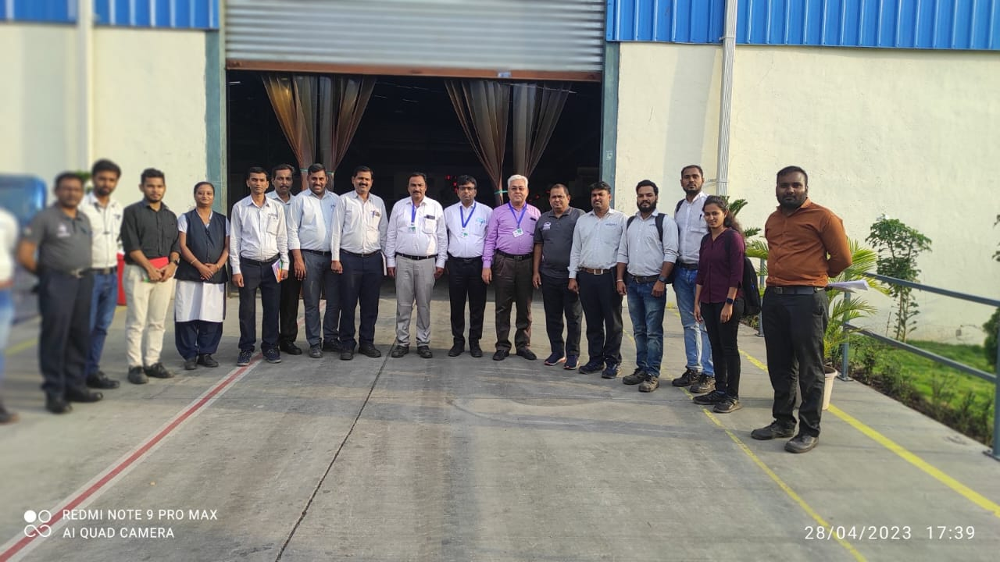 REDMI NOTE 9 PRO MAX
AI QUAD CAMERA
28/04/2023 17:39